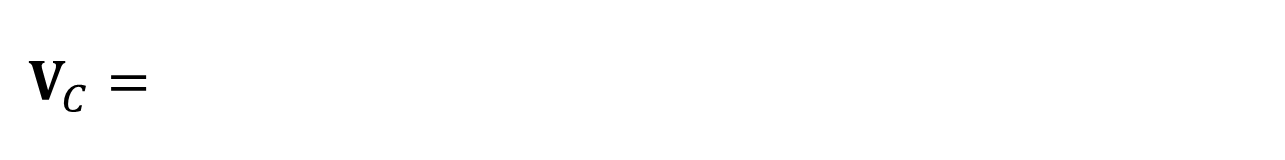 𝐕_C =